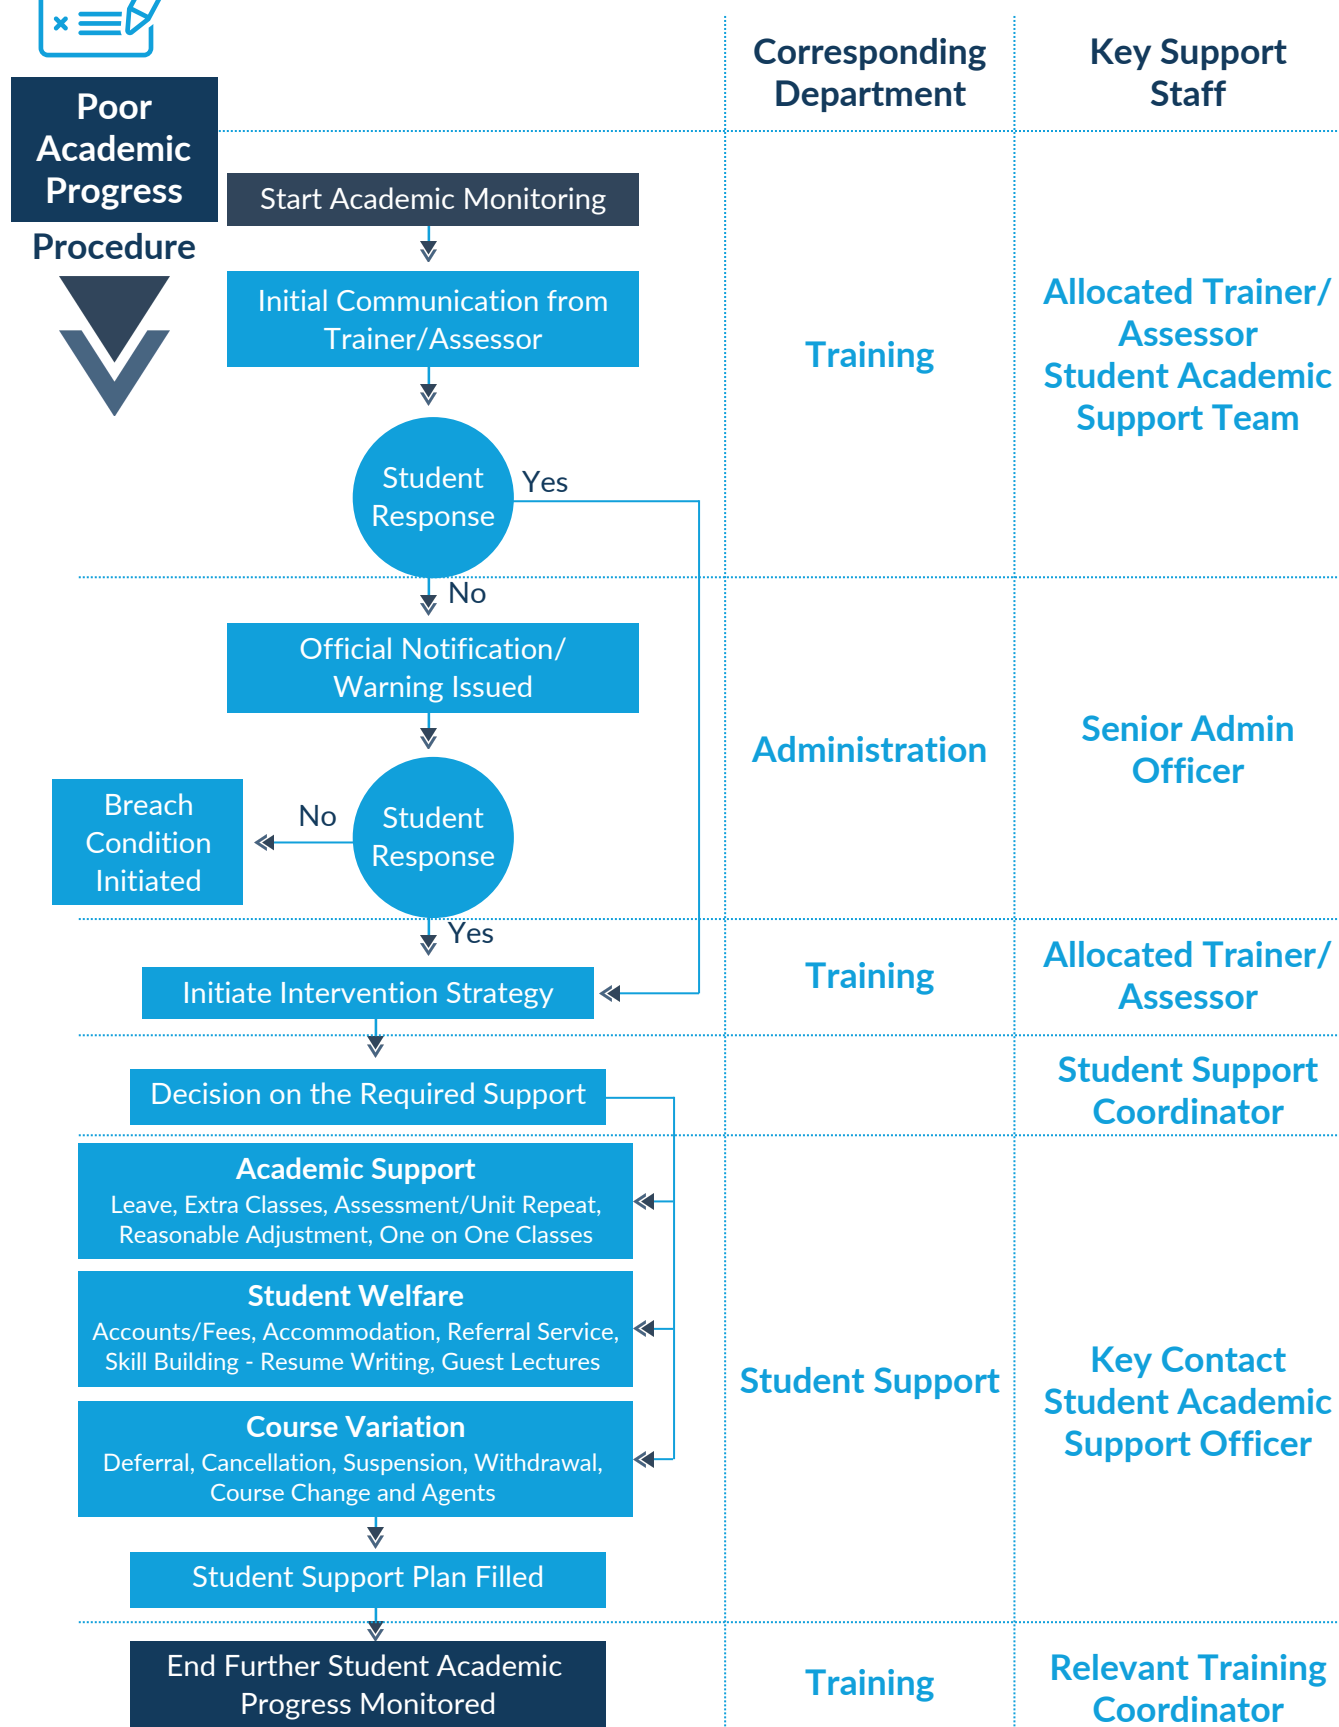 Corresponding
Department
Key Support
Staff
Poor
Academic
Progress
Procedure
Start Academic Monitoring
Initial Communication from
Trainer/Assessor
Student
Response
Yes
No
Training
Allocated Trainer/
Assessor
Student Academic
Support Team
Official Notification/
Warning Issued
Student
Response
No
Breach
Condition
Initiated
Yes
Administration
Senior Admin
Officer
Initiate Intervention Strategy
Training
Allocated Trainer/
Assessor
Decision on the Required Support
Student Support
Coordinator
Academic Support
Leave, Extra Classes, Assessment/Unit Repeat,
Reasonable Adjustment, One on One Classes
Student Welfare
Accounts/Fees, Accommodation, Referral Service,
Skill Building - Resume Writing, Guest Lectures
Course Variation
Deferral, Cancellation, Suspension, Withdrawal,
Course Change and Agents
Student Support Plan Filled
Student Support
Key Contact
Student Academic
Support Officer
End Further Student Academic
Progress Monitored
Training
Relevant Training
Coordinator